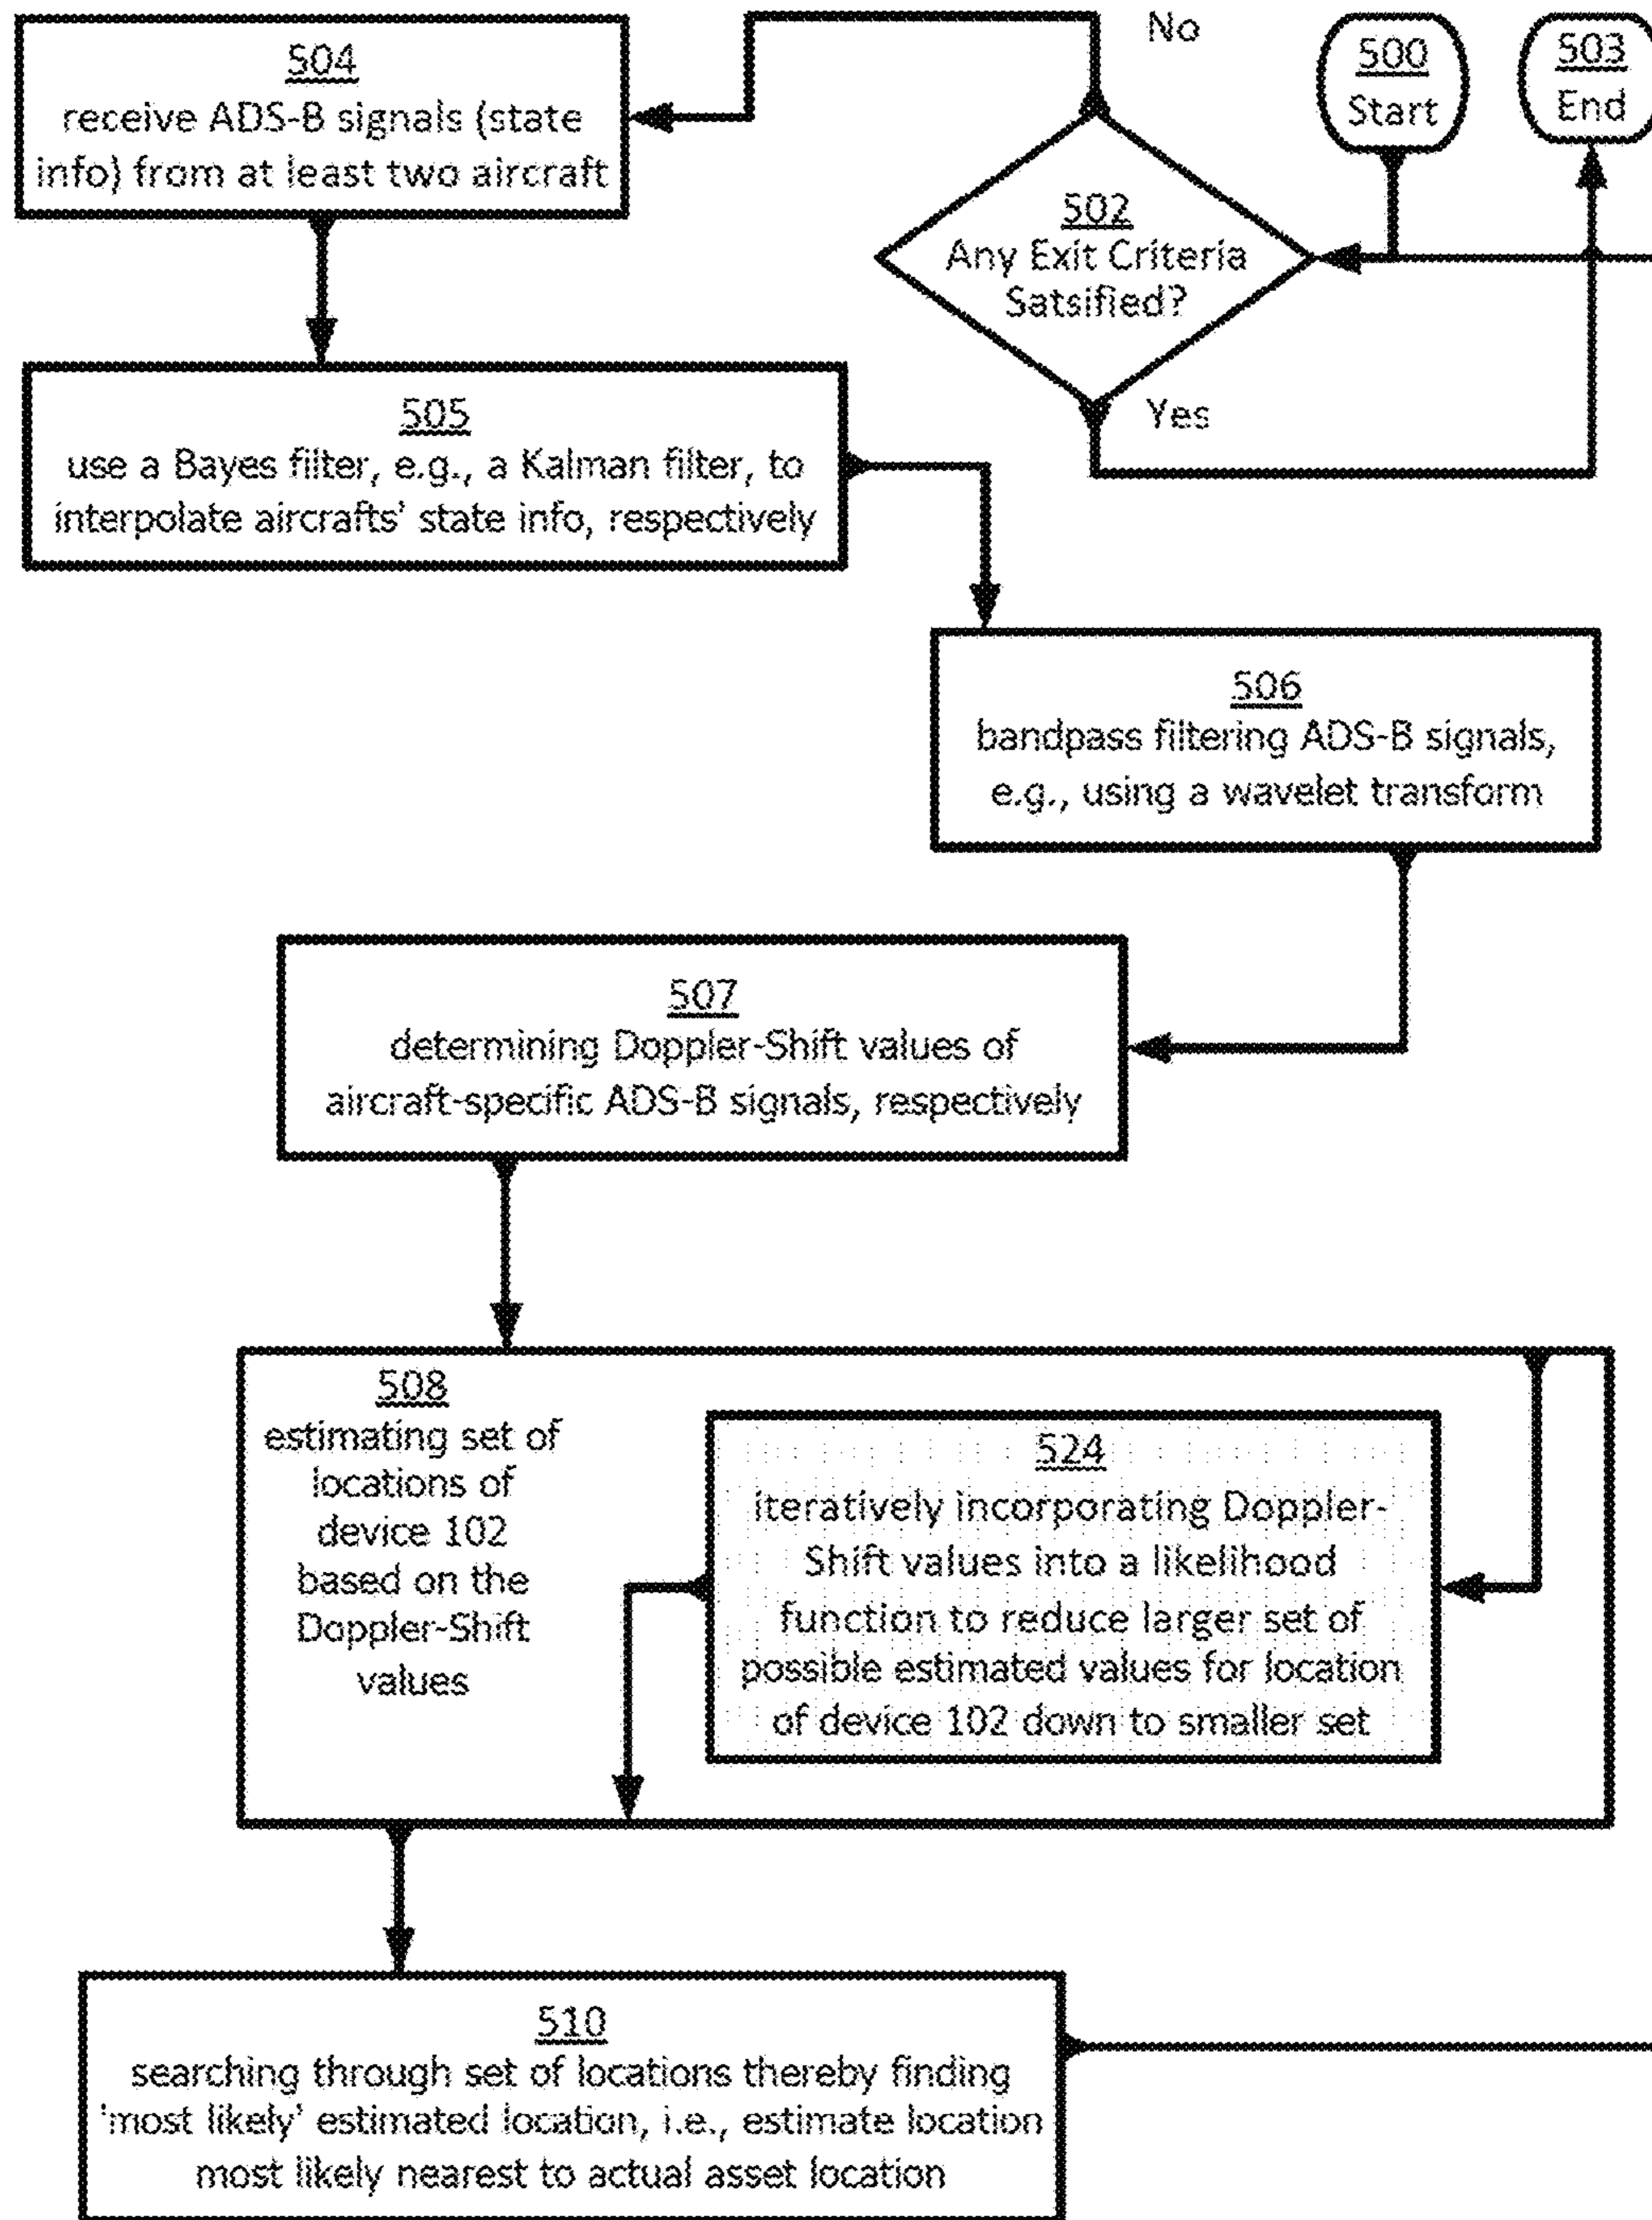 No
500
Start
503
End
504
receive ADS-B signals (state
info) from at least two aircraft
502
Any Exit Criteria
Satsified?
Yes
505
use a Bayes filter, e.g., a Kalman filter, to
interpolate aircrafts' state info, respectively
506
bandpass filtering ADS-B signals,
e.g., using a wavelet transform
507
determining Doppler-Shift values of
aircraft-specific ADS-B signals, respectively
508
estimating set of
locations of
device 102
based on the
Doppler-Shift
values
524
iteratively incorporating Doppler-
Shift values into a likelihood
function to reduce larger set of
possible estimated values for location
of device 102 down to smaller set
510
searching through set of locations thereby finding
'most likely' estimated location, i.e., estimate location
most likely nearest to actual asset location